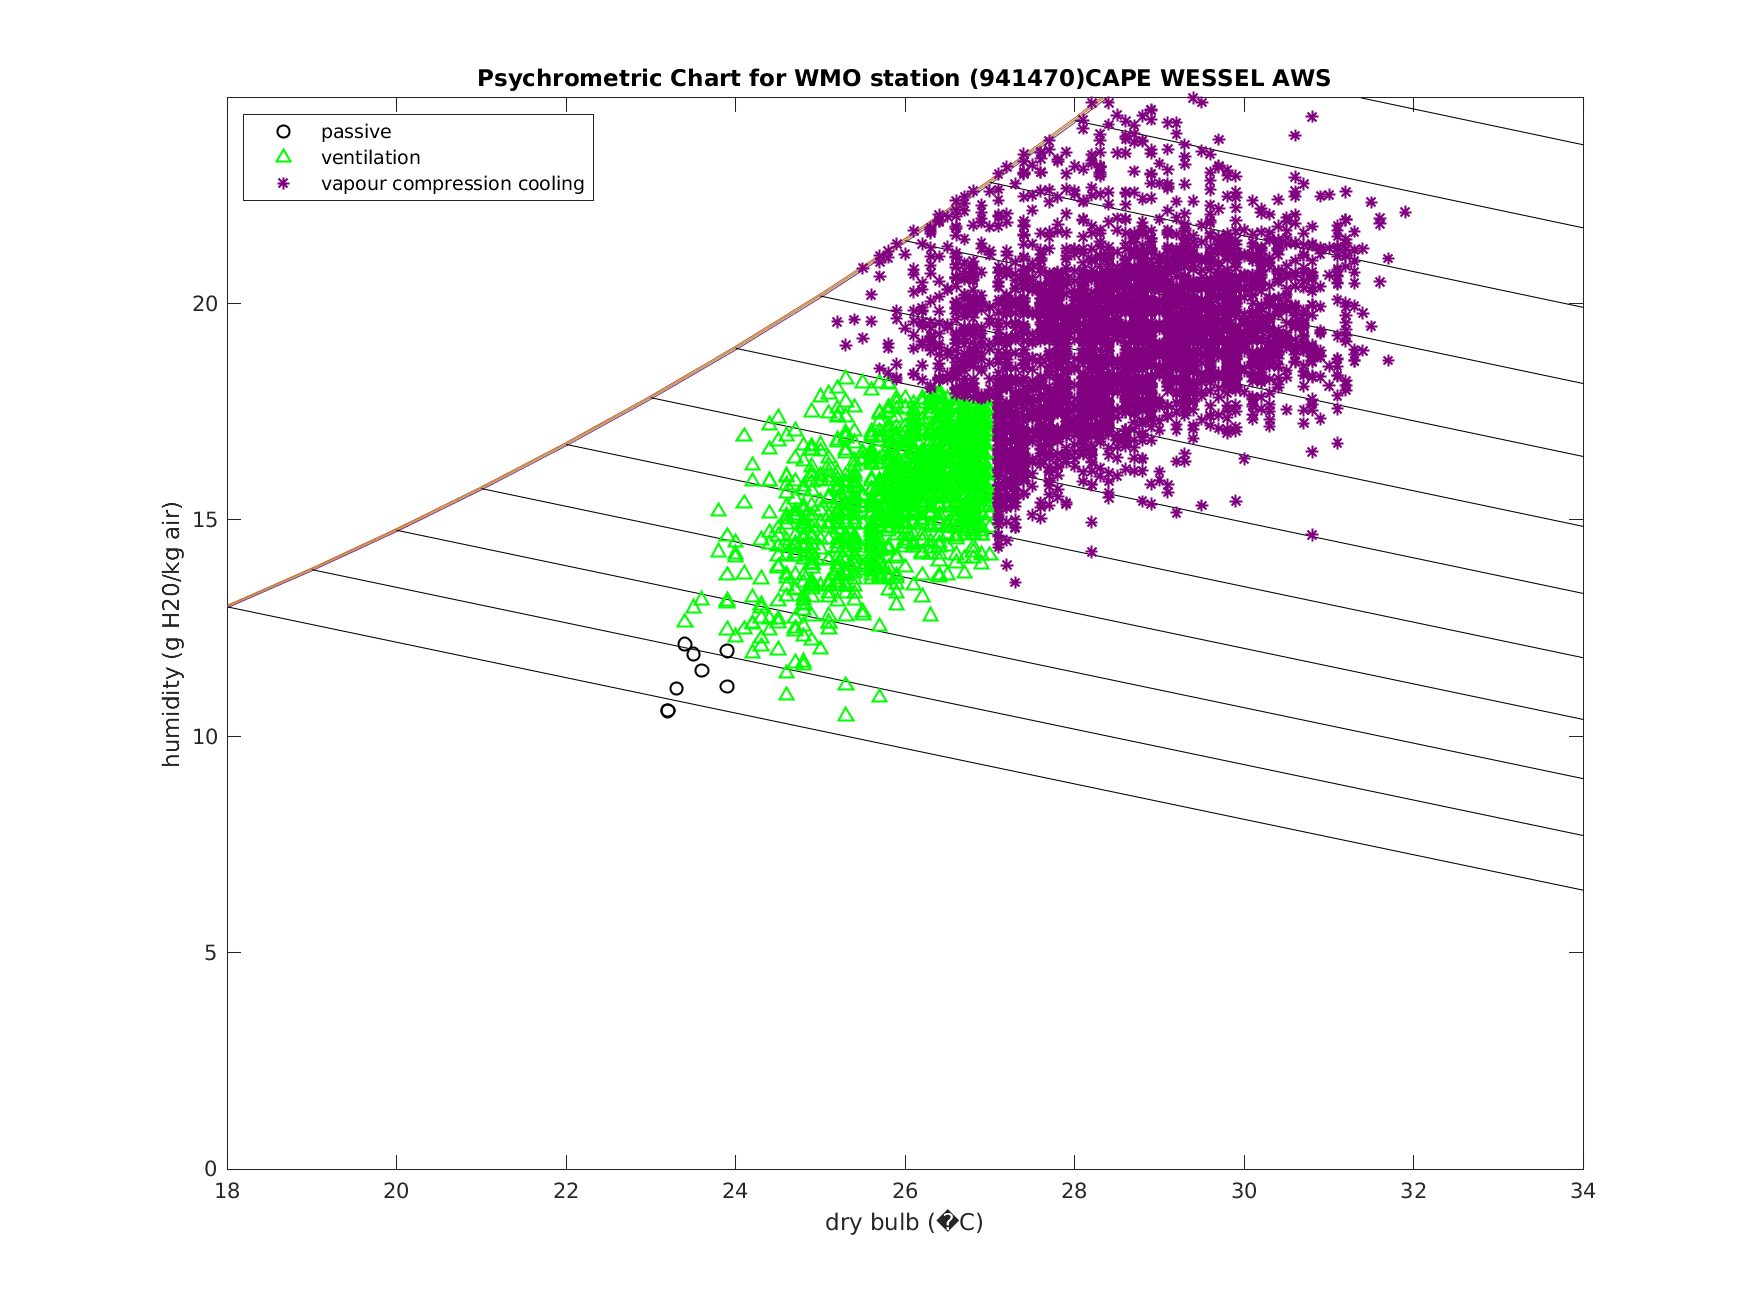 Psychrometric Chart for WMO station (941470)CAPE WESSEL AWS
passive
ventilation
vapour compression cooling
humidity (g H20/kg air)
20
15
10
5
0
18 20 22 24 26 28 30 32 34
dry bulb (�C)